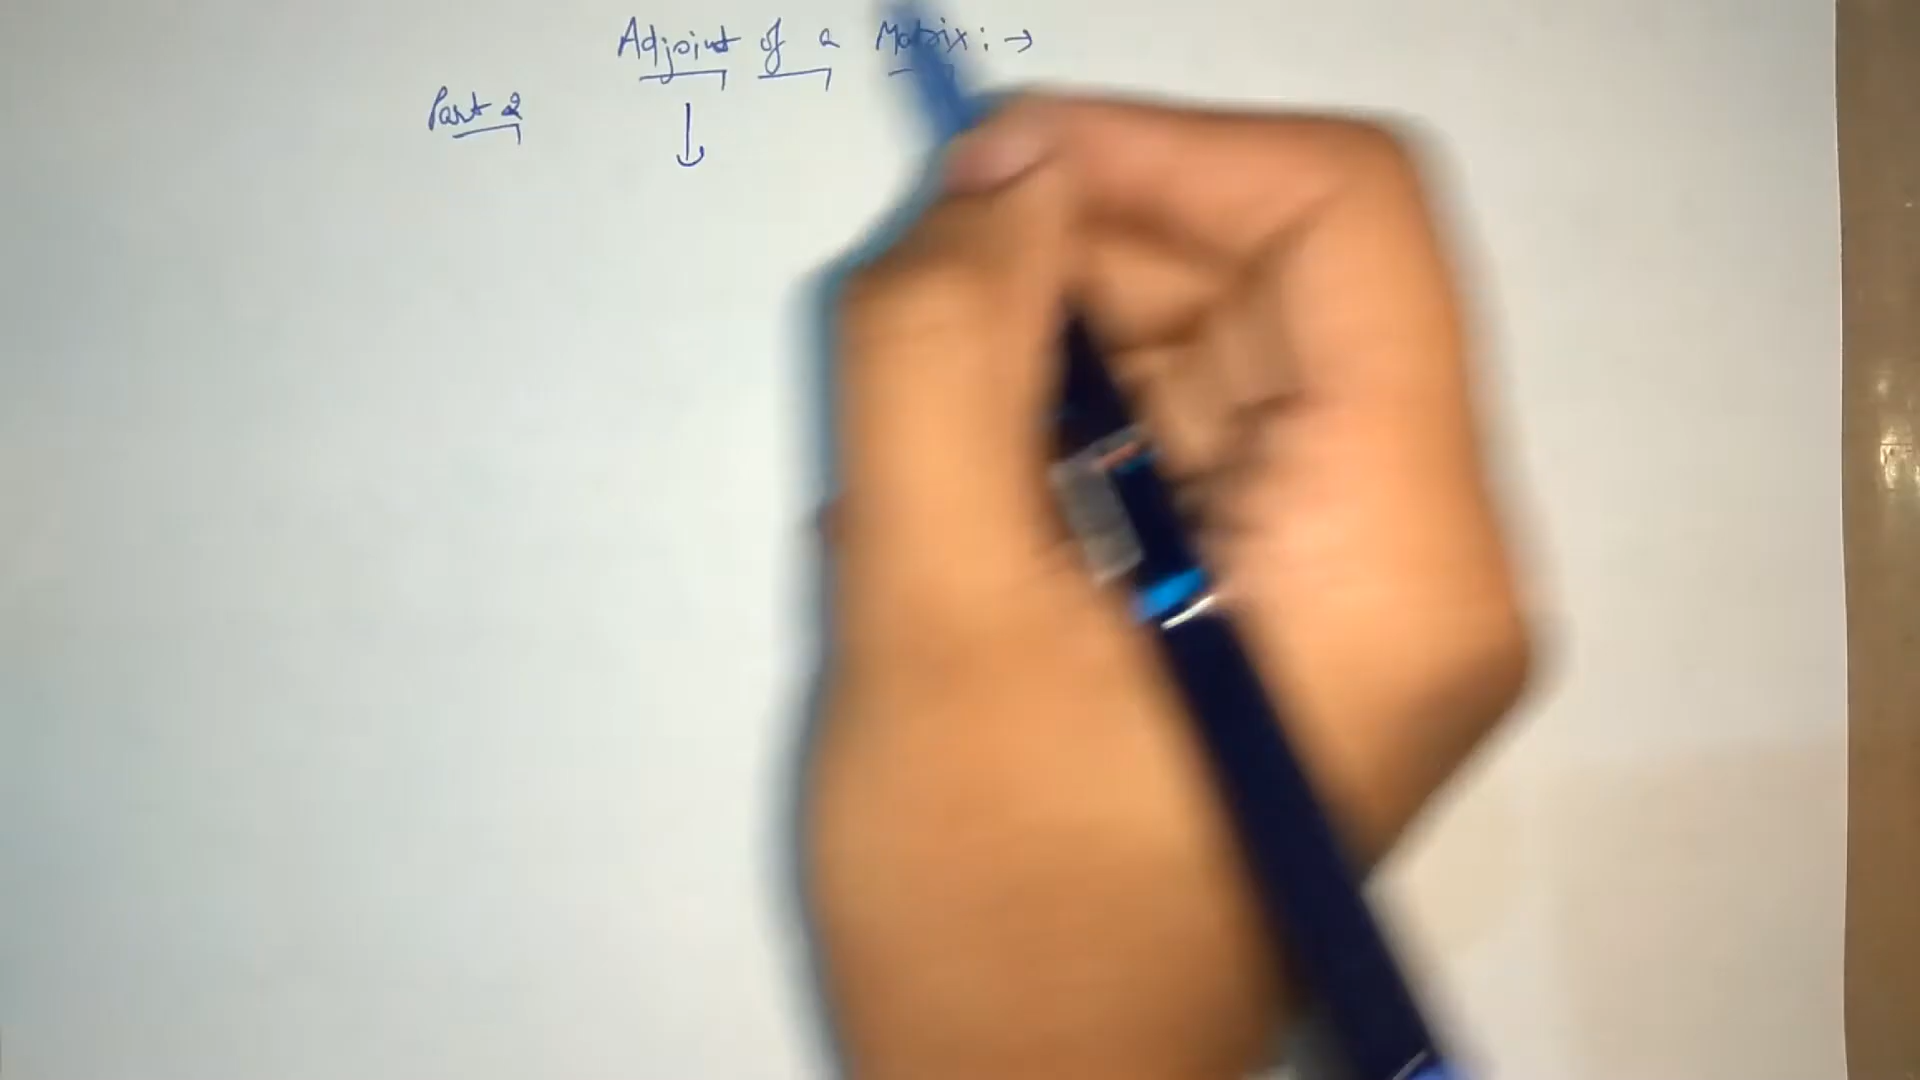 Adjoint of a Matrix : →
Part 2